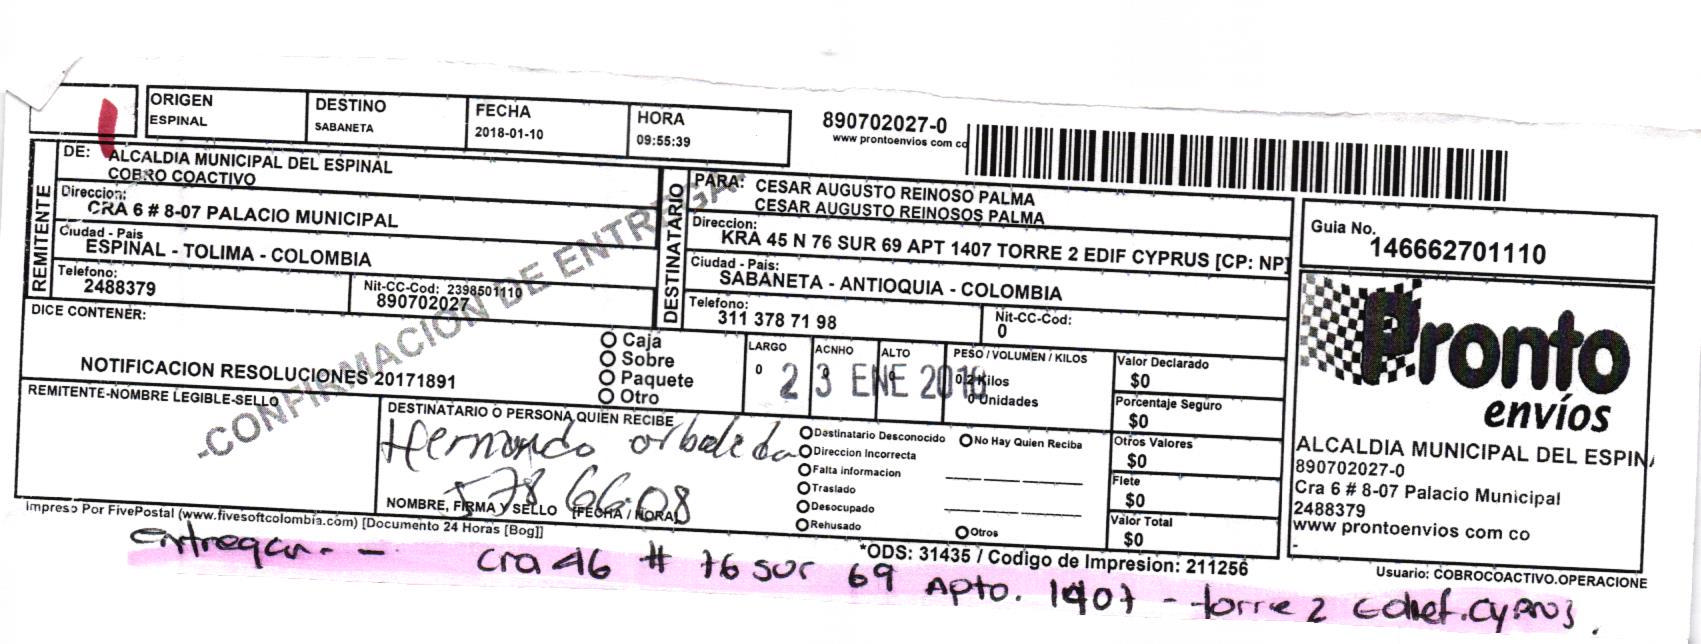 ORIGEN
ESPINAL
DESTINO
SABANETA
FECHA
2018-01-10
HORA
09:55:39
890702027-0
www prontoenvios com co
REMITENTE
DE: ALCALDIA MUNICIPAL DEL ESPINAL
COBRO COACTIVO
Direccion:
CRA 6 # 8-07 PALACIO MUNICIPAL
Ciudad - Pais
ESPINAL - TOLIMA - COLOMBIA
Telefono:
2488379
Nit-CC-Cod: 2398501110
890702027
DESTINATARIO
PARA: CESAR AUGUSTO REINOSO PALMA
CESAR AUGUSTO REINOSOS PALMA
Direccion:
KRA 45 N 76 SUR 69 APT 1407 TORRE 2 EDIF CYPRUS [CP: NP]
Ciudad - Pais:
SABANETA - ANTIOQUIA - COLOMBIA
Telefono:
311 378 71 98
Nit-CC-Cod:
0
Guia No.
146662701110
-CONFIRMACION DE ENTREGA-
DICE CONTENER:
NOTIFICACION RESOLUCIONES 20171891
Caja
Sobre
Paquete
Otro
LARGO
0
ACNHO
ALTO
23 ENE 2018
PESO / VOLUMEN / KILOS
0.2 Kilos
0 Unidades
Valor Declarado
$0
Porcentaje Seguro
$0
Otros Valores
$0
Flete
$0
Valor Total
$0
REMITENTE-NOMBRE LEGIBLE-SELLO
DESTINATARIO O PERSONA QUIEN RECIBE
Hernando
578 66 08
NOMBRE, FIRMA Y SELLO [FECHA / HORA]
Destinatario Desconocido
No Hay Quien Reciba
Direccion Incorrecta
Falta informacion
Traslado
Desocupado
Rehusado
Otros
Pronto
envíos
ALCALDIA MUNICIPAL DEL ESPINA
890702027-0
Cra 6 # 8-07 Palacio Municipal
2488379
www prontoenvios com co
Impreso Por FivePostal (www.fivesoftcolombia.com) [Documento 24 Horas [Bog]]
*ODS: 31435 / Codigo de Impresion: 211256
Usuario: COBROCOACTIVO.OPERACIONE
entregar. - cra 46 # 76 sur 69 Apto. 1407 - torre 2 Edief. Cyprus.